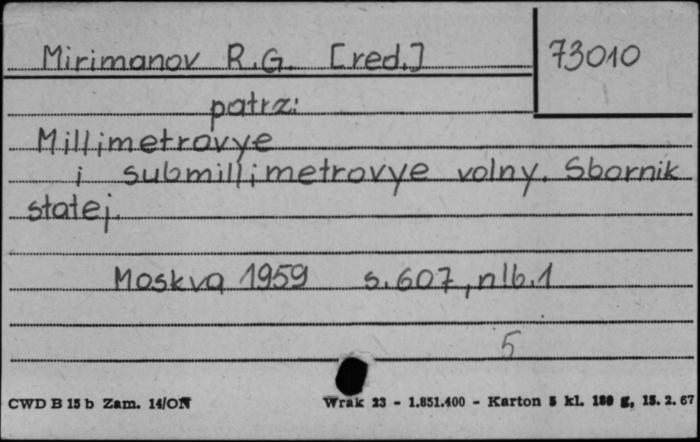 Mirimanov R.G. [red.] 73010
patrz:
Millimetrovye
i submillimetrovye volny. Sbornik
statej.
Moskva 1959 s.607, nlb.1
5
CWD B 15 b Zam. 14/ON Wrak 23 - 1.851.400 - Karton 5 kl. 180 g, 15. 2. 67